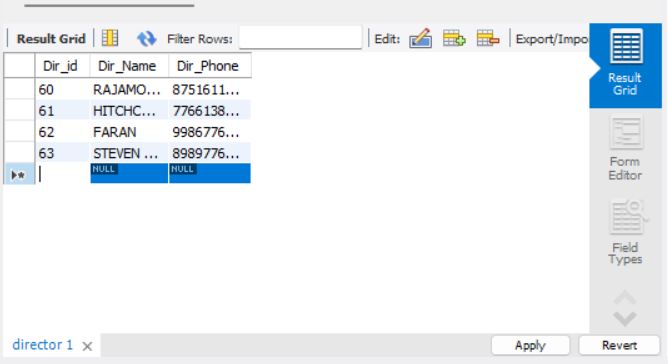 Result Grid Filter Rows: Edit: Export/Impo
Dir_id Dir_Name Dir_Phone
60 RAJAMO... 8751611...
61 HITCHC... 7766138...
62 FARAN 9986776...
63 STEVEN ... 8989776...
NULL NULL
Result
Grid
Form
Editor
Field
Types
director 1 Apply Revert